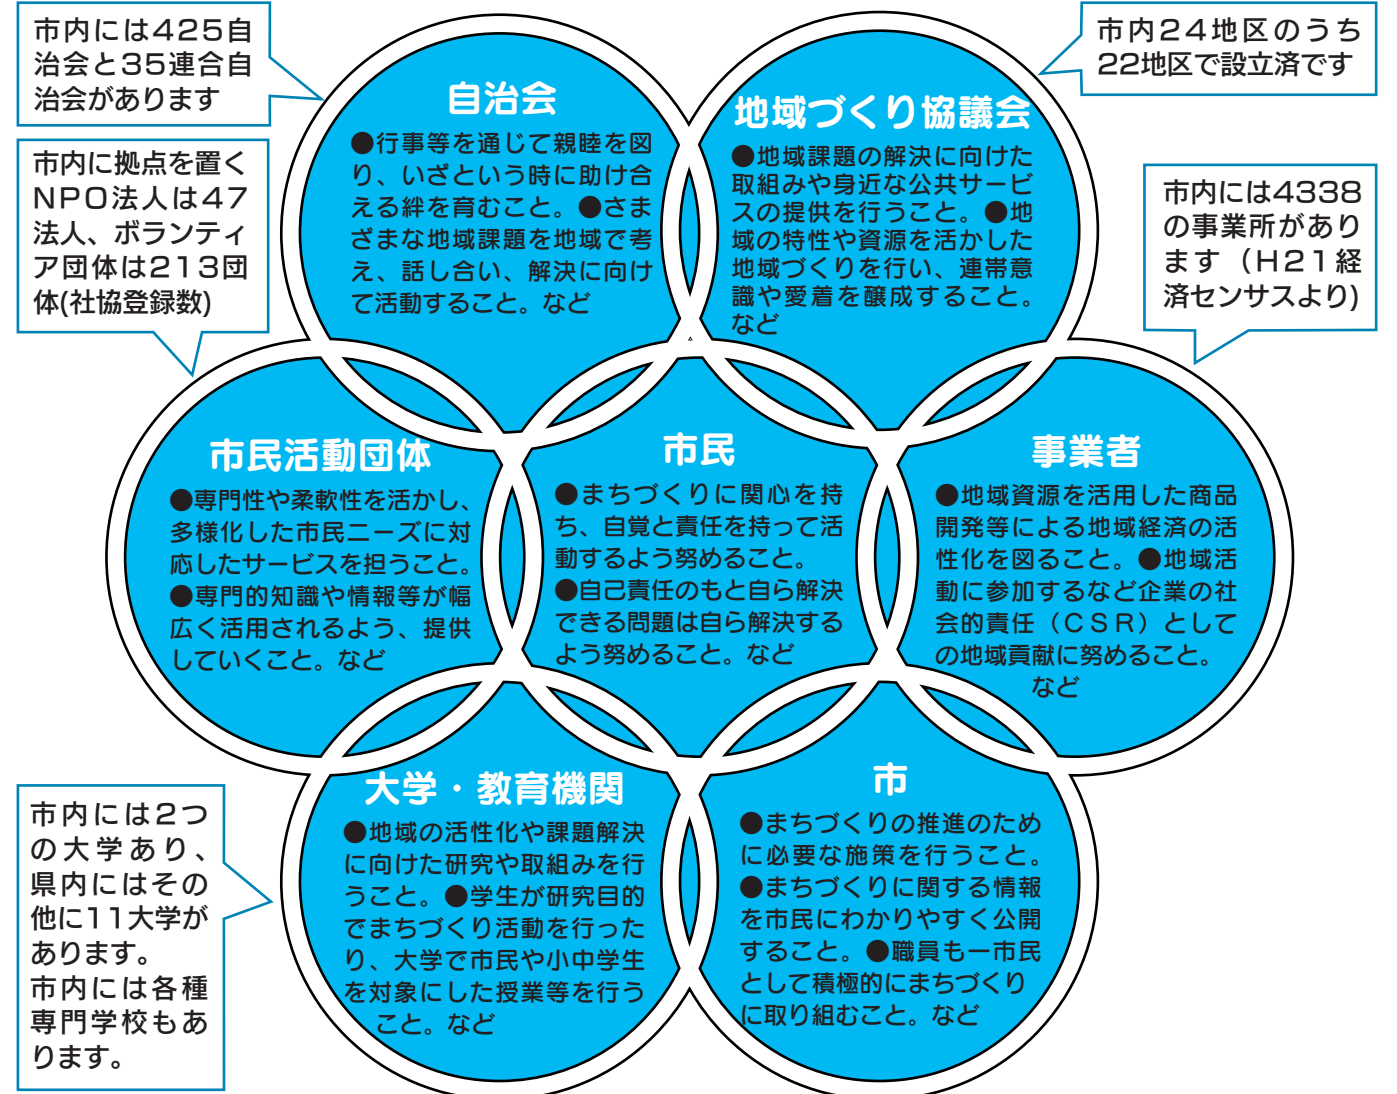 市内には425自
治会と35連合自
治会があります
自治会
●行事等を通じて親睦を図
り、いざという時に助け合
える絆を育むこと。●さま
ざまな地域課題を地域で考
え、話し合い、解決に向け
て活動すること。など
地域づくり協議会
●地域課題の解決に向けた
取組みや身近な公共サービ
スの提供を行うこと。●地
域の特性や資源を活かした
地域づくりを行い、連帯意
識や愛着を醸成すること。
など
市内24地区のうち
22地区で設立済です
市内に拠点を置く
NPO法人は47
法人、ボランティ
ア団体は213団
体(社協登録数)
市内には4338
の事業所があり
ます（H21経
済センサスより)
市民活動団体
●専門性や柔軟性を活かし、
多様化した市民ニーズに対
応したサービスを担うこと。
●専門的知識や情報等が幅
広く活用されるよう、提供
していくこと。など
市民
●まちづくりに関心を持
ち、自覚と責任を持って活
動するよう努めること。
●自己責任のもと自ら解決
できる問題は自ら解決する
よう努めること。など
事業者
●地域資源を活用した商品
開発等による地域経済の活
性化を図ること。●地域活
動に参加するなど企業の社
会的責任（CSR）として
の地域貢献に努めること。
など
市内には2つ
の大学あり、
県内にはその
他に11大学が
あります。
市内には各種
専門学校もあ
ります。
大学・教育機関
●地域の活性化や課題解決
に向けた研究や取組みを行
うこと。●学生が研究目的
でまちづくり活動を行った
り、大学で市民や小中学生
を対象にした授業等を行う
こと。など
市
●まちづくりの推進のため
に必要な施策を行うこと。
●まちづくりに関する情報
を市民にわかりやすく公開
すること。●職員も一市民
として積極的にまちづくり
に取り組むこと。など